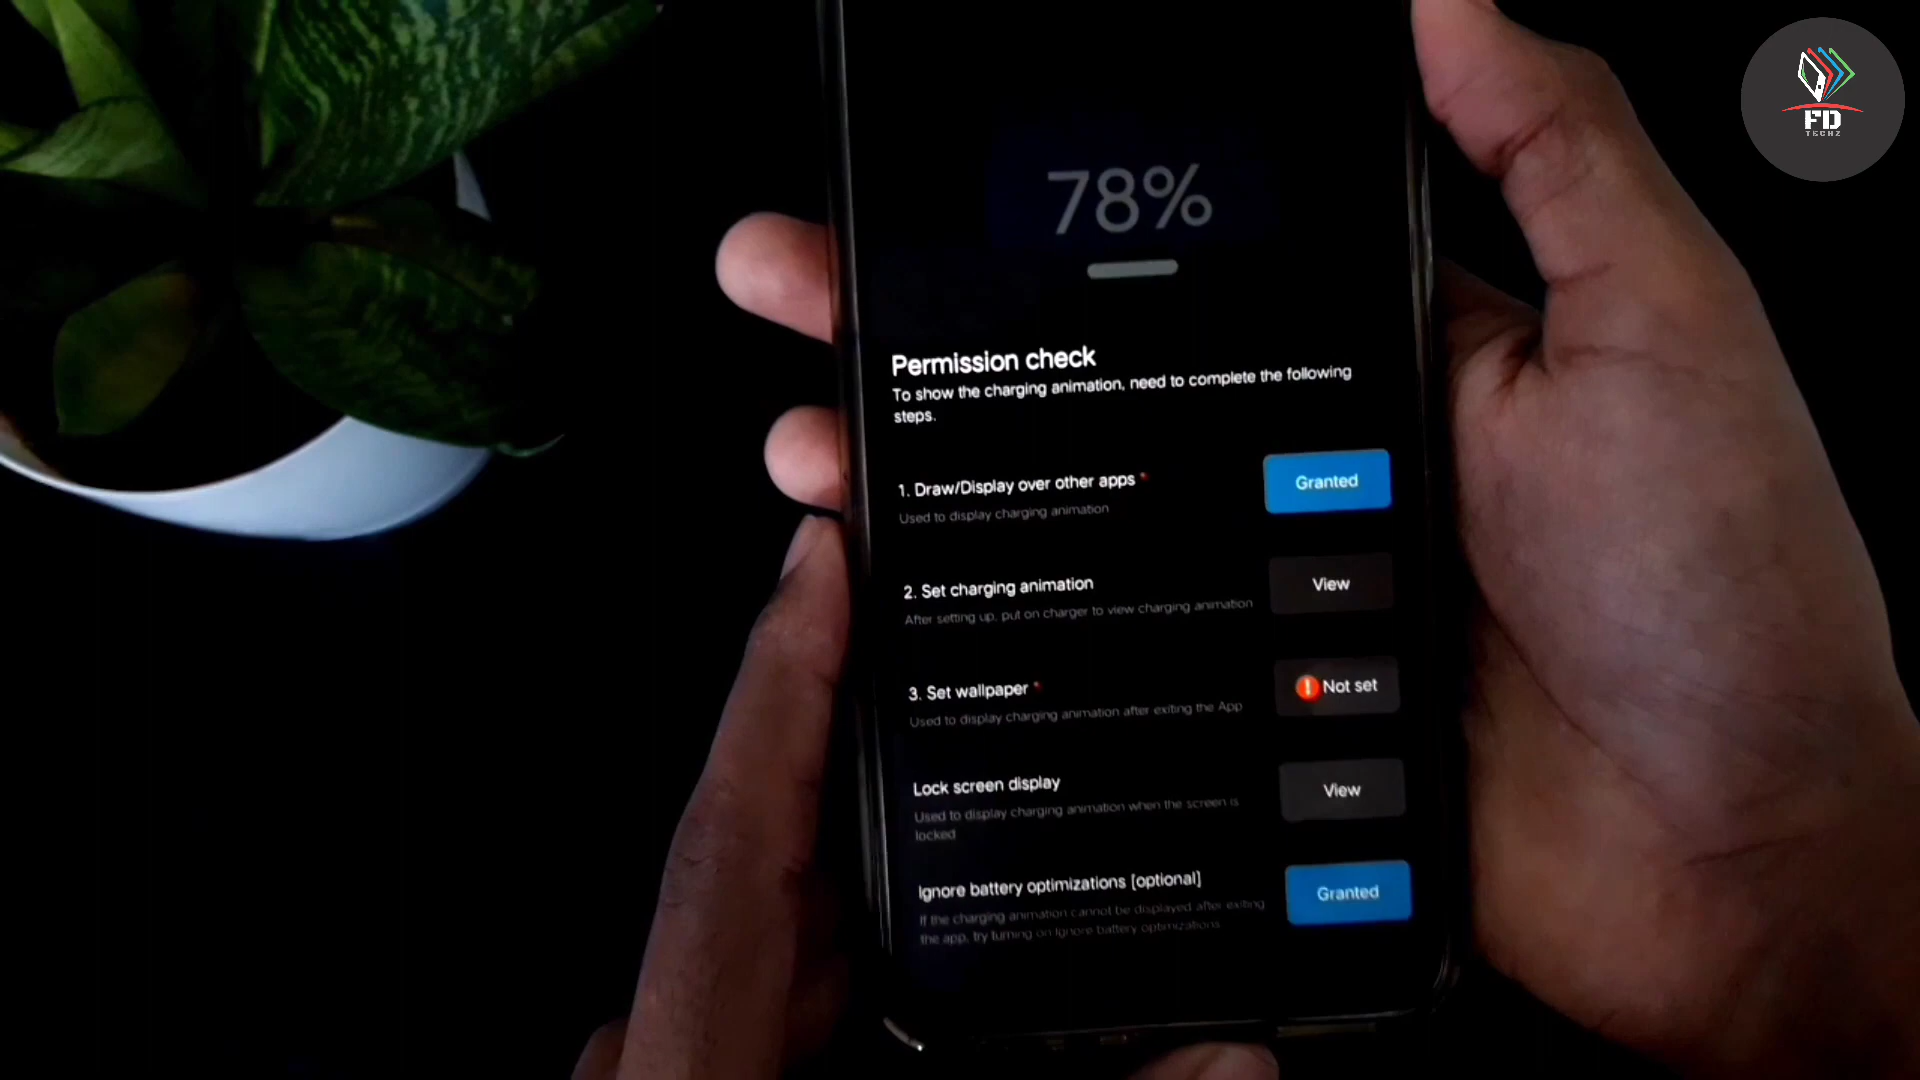 FD
TECHZ
78%
Permission check
To show the charging animation, need to complete the following
steps.
1. Draw/Display over other apps *
Granted
Used to display charging animation
2. Set charging animation
View
After setting up, put on charger to view charging animation
3. Set wallpaper *
! Not set
Used to display charging animation after exiting the App
Lock screen display
View
Used to display charging animation when the screen is
locked
Ignore battery optimizations [optional]
Granted
If the charging animation cannot be displayed after exiting
the app, try turning on Ignore battery optimizations